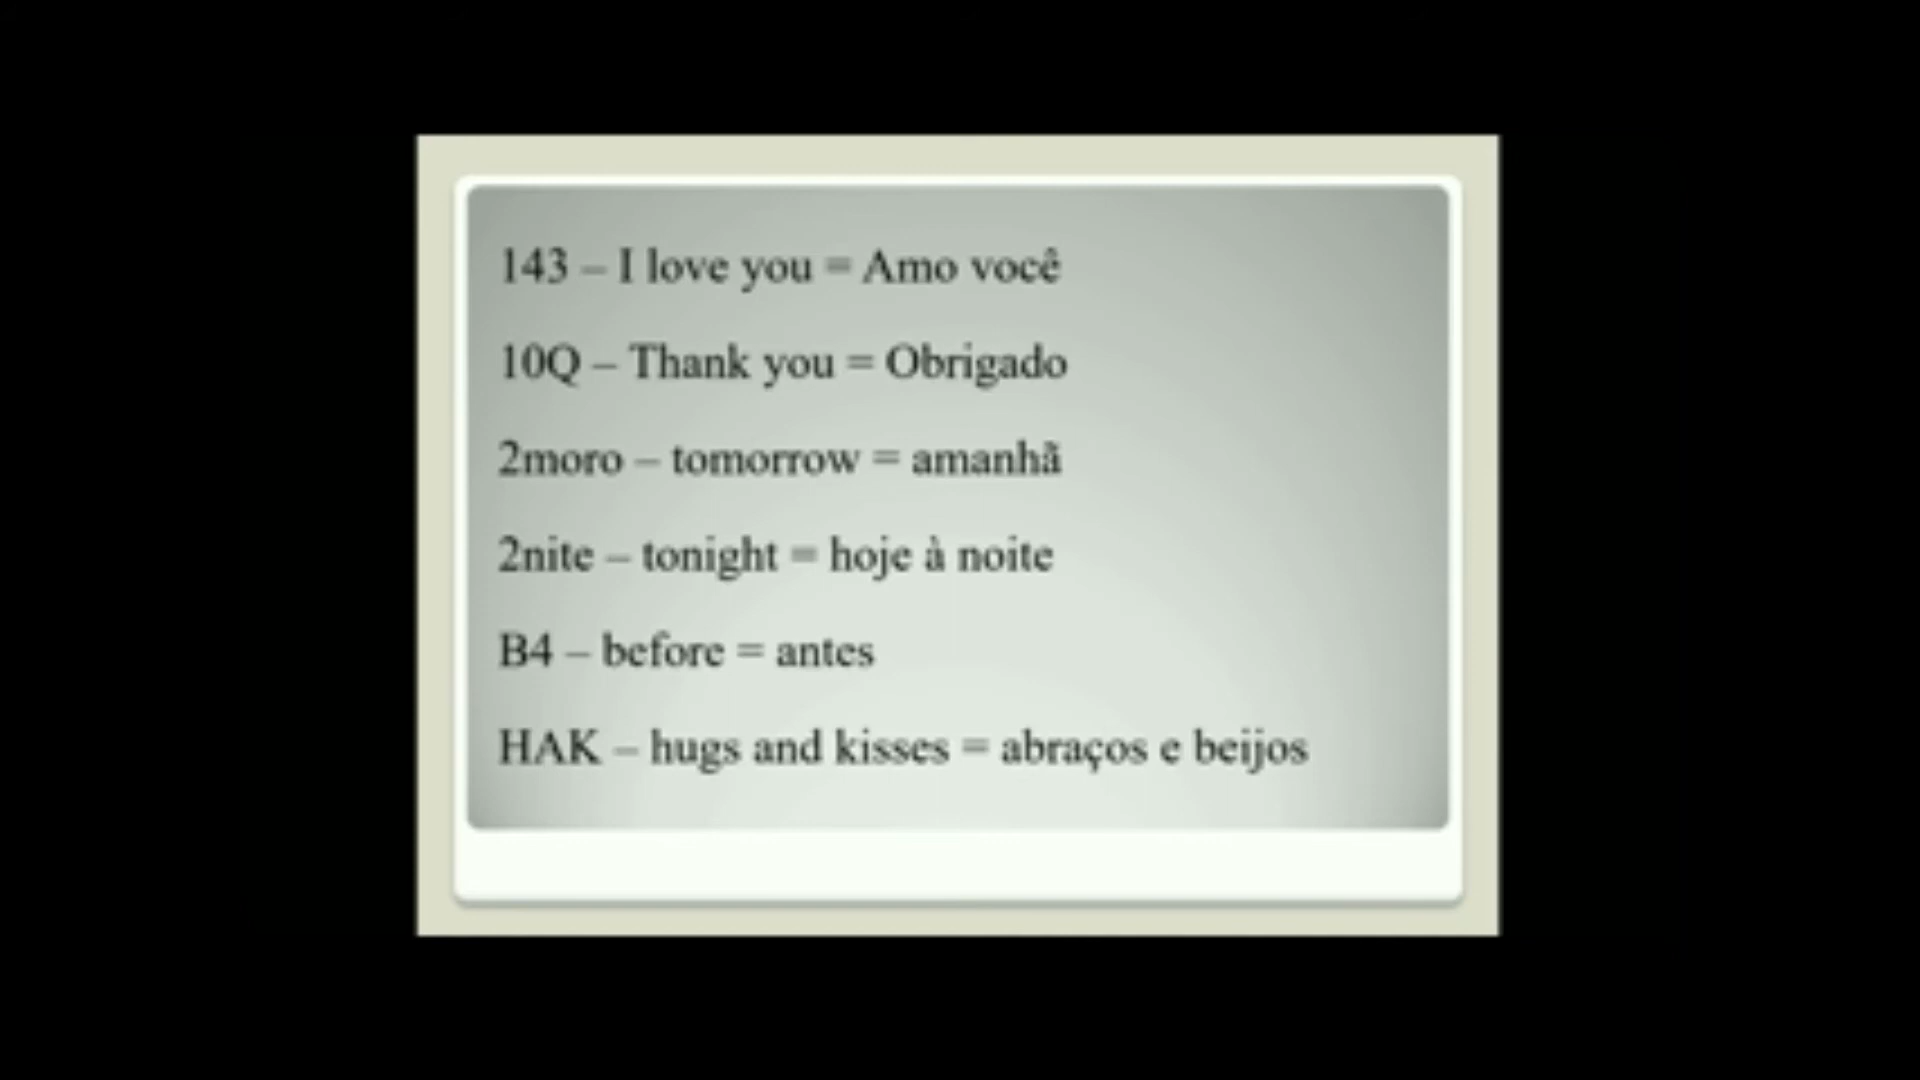 143 – I love you = Amo você
10Q – Thank you = Obrigado
2moro – tomorrow = amanhã
2nite – tonight = hoje à noite
B4 – before = antes
HAK – hugs and kisses = abraços e beijos